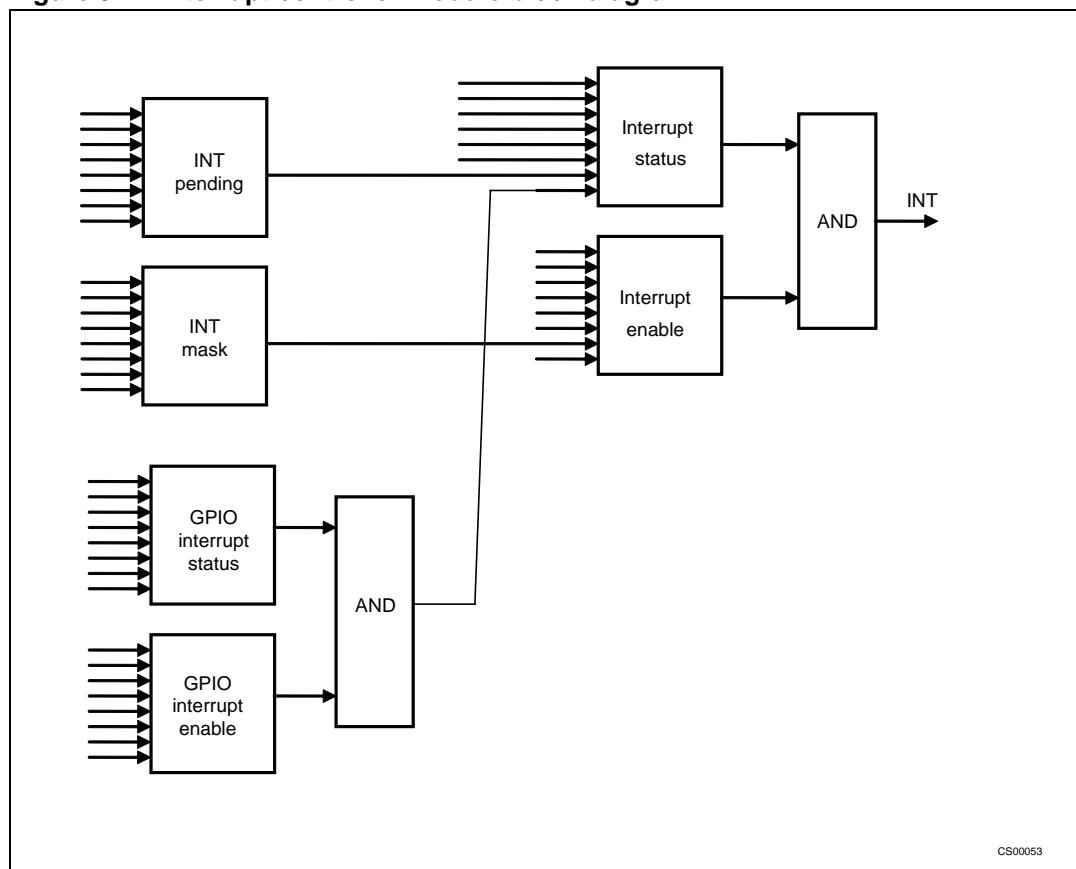 INT
pending
INT
mask
GPIO
interrupt
status
GPIO
interrupt
enable
AND
Interrupt
status
Interrupt
enable
AND
INT
CS00053